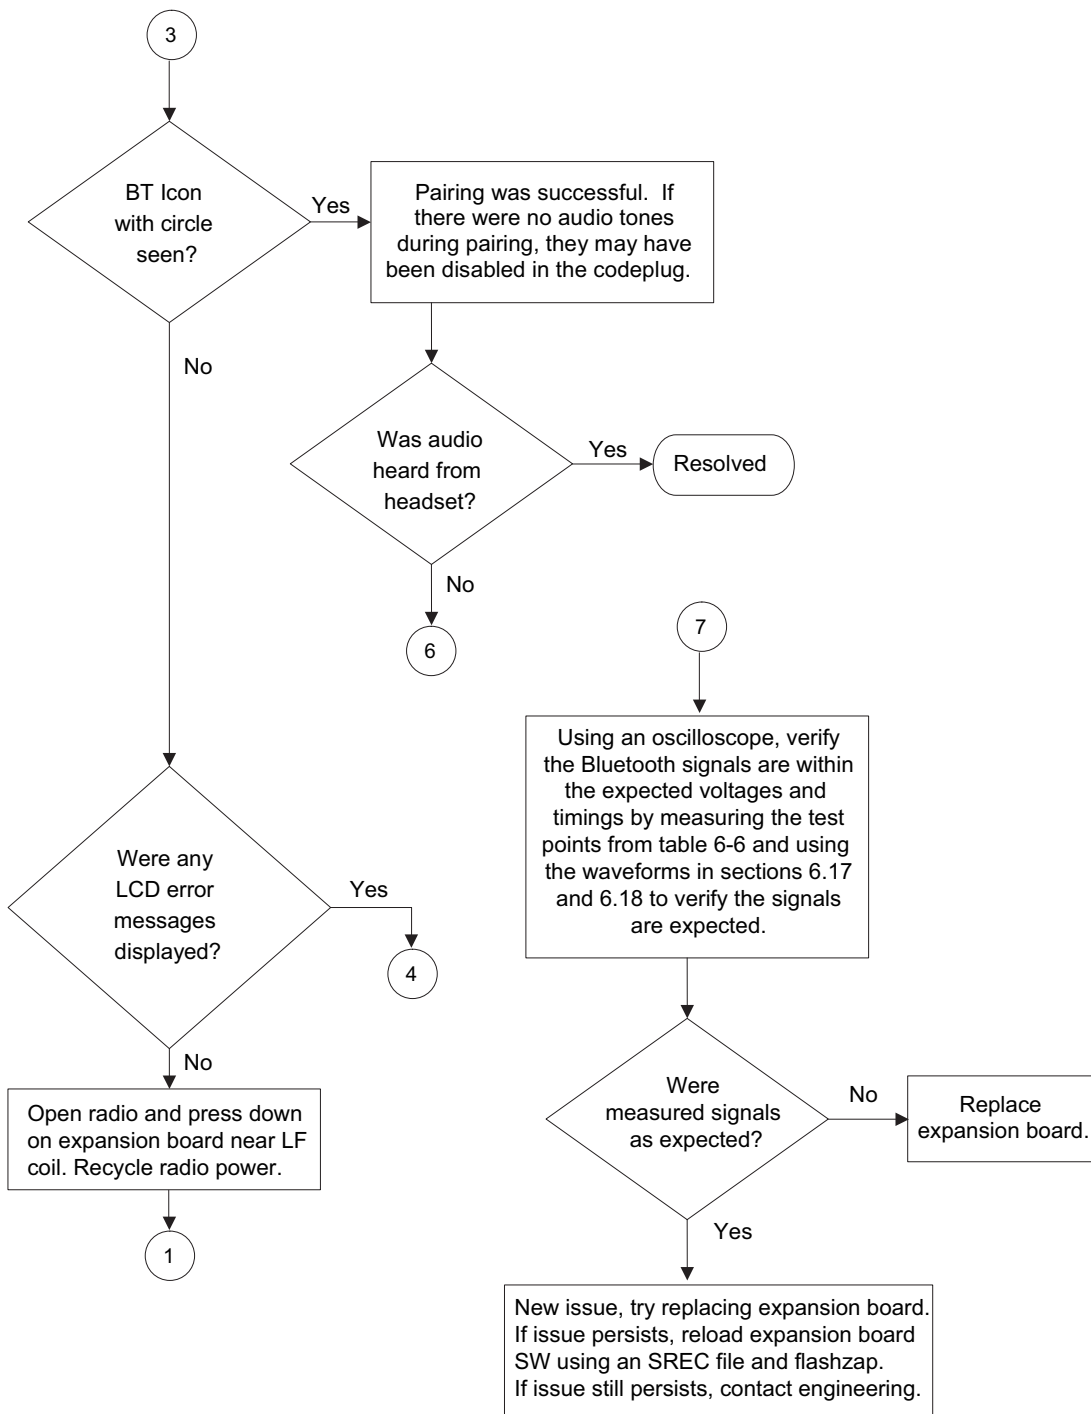 3
BT Icon
with circle
seen?
Yes
Pairing was successful.  If
there were no audio tones
during pairing, they may have
been disabled in the codeplug.
No
Was audio
heard from
headset?
Yes
Resolved
No
6
Were any
LCD error
messages
displayed?
Yes
4
No
Open radio and press down
on expansion board near LF
coil. Recycle radio power.
1
7
Using an oscilloscope, verify
the Bluetooth signals are within
the expected voltages and
timings by measuring the test
points from table 6-6 and using
the waveforms in sections 6.17
and 6.18 to verify the signals
are expected.
Were
measured signals
as expected?
No
Replace
expansion board.
Yes
New issue, try replacing expansion board.
If issue persists, reload expansion board
SW using an SREC file and flashzap.
If issue still persists, contact engineering.